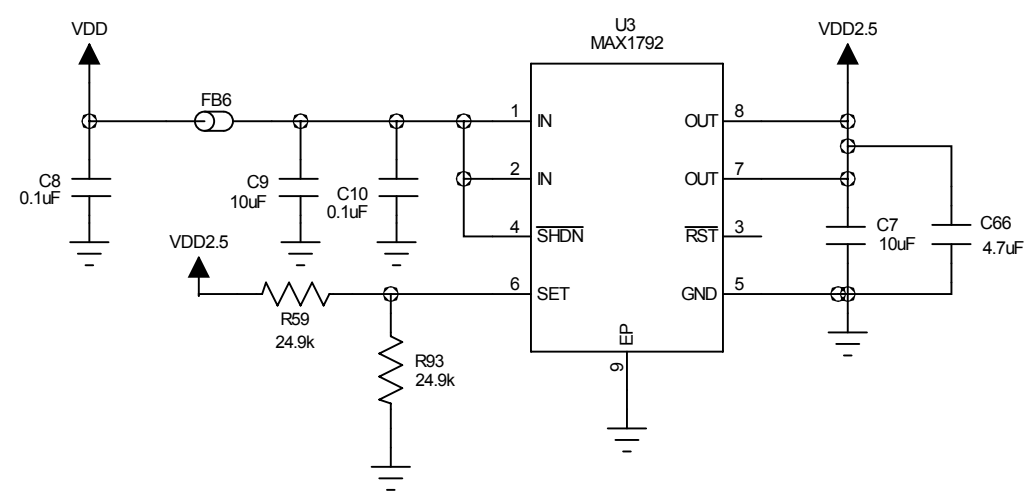 VDD
U3
MAX1792
VDD2.5
FB6
1
IN
OUT
8
C8
0.1uF
C9
10uF
C10
0.1uF
2
IN
OUT
7
4
SHDN
RST
3
C7
10uF
C66
4.7uF
VDD2.5
6
SET
GND
5
R59
24.9k
R93
24.9k
EP
9